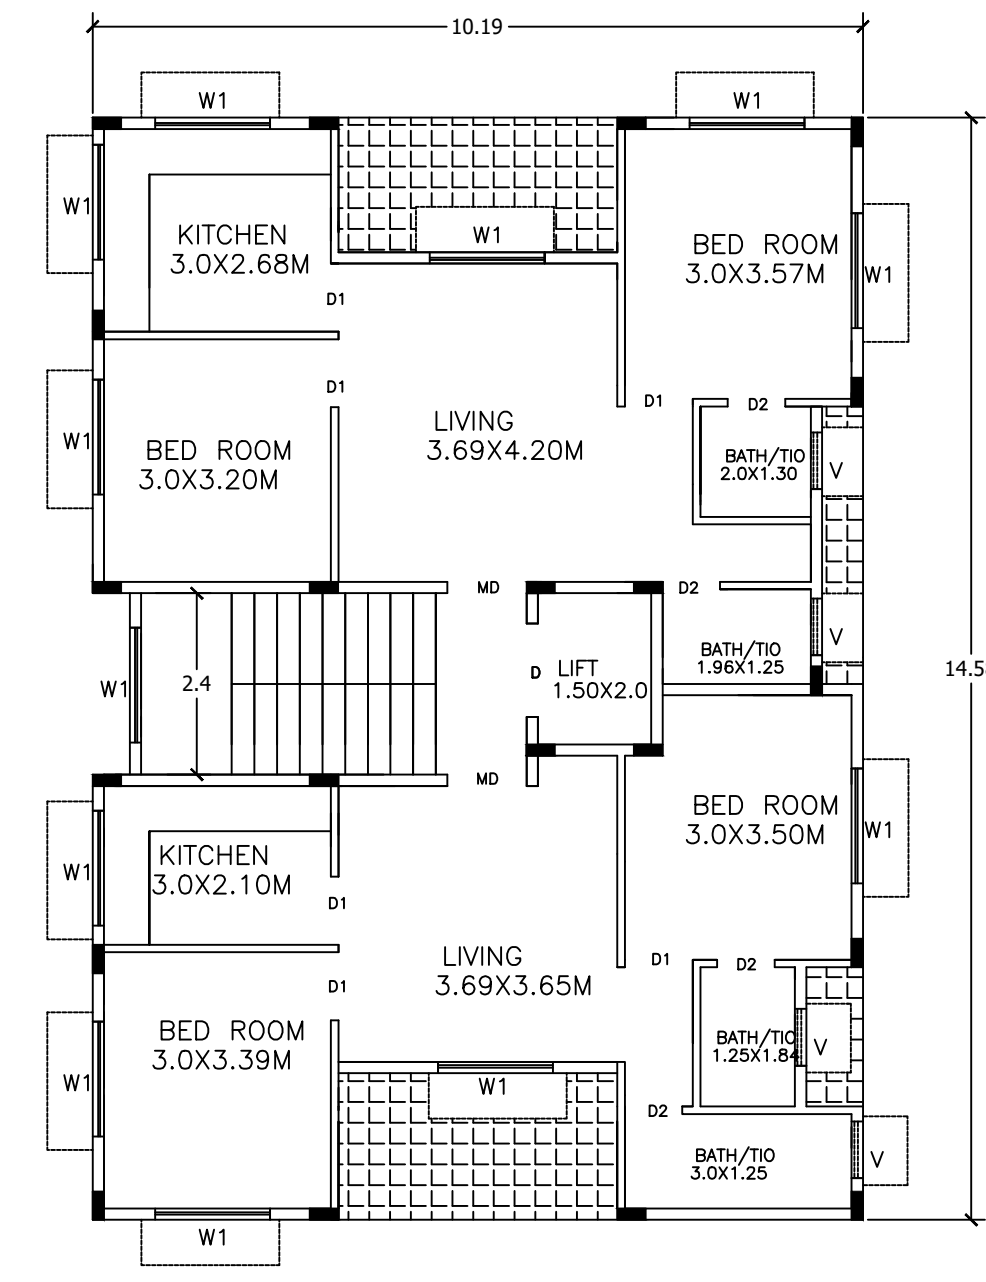 10.19
W1
W1
W1
KITCHEN
3.0X2.68M
W1
BED ROOM
3.0X3.57M
W1
D1
D1
D1
D2
W1
BED ROOM
3.0X3.20M
LIVING
3.69X4.20M
BATH/TIO
2.0X1.30
V
MD
D2
V
BATH/TIO
1.96X1.25
W1
2.4
D
LIFT
1.50X2.0
14.5
MD
BED ROOM
3.0X3.50M
W1
W1
KITCHEN
3.0X2.10M
D1
LIVING
3.69X3.65M
D1
D2
D1
BED ROOM
3.0X3.39M
BATH/TIO
1.25X1.84
V
W1
W1
D2
BATH/TIO
3.0X1.25
V
W1